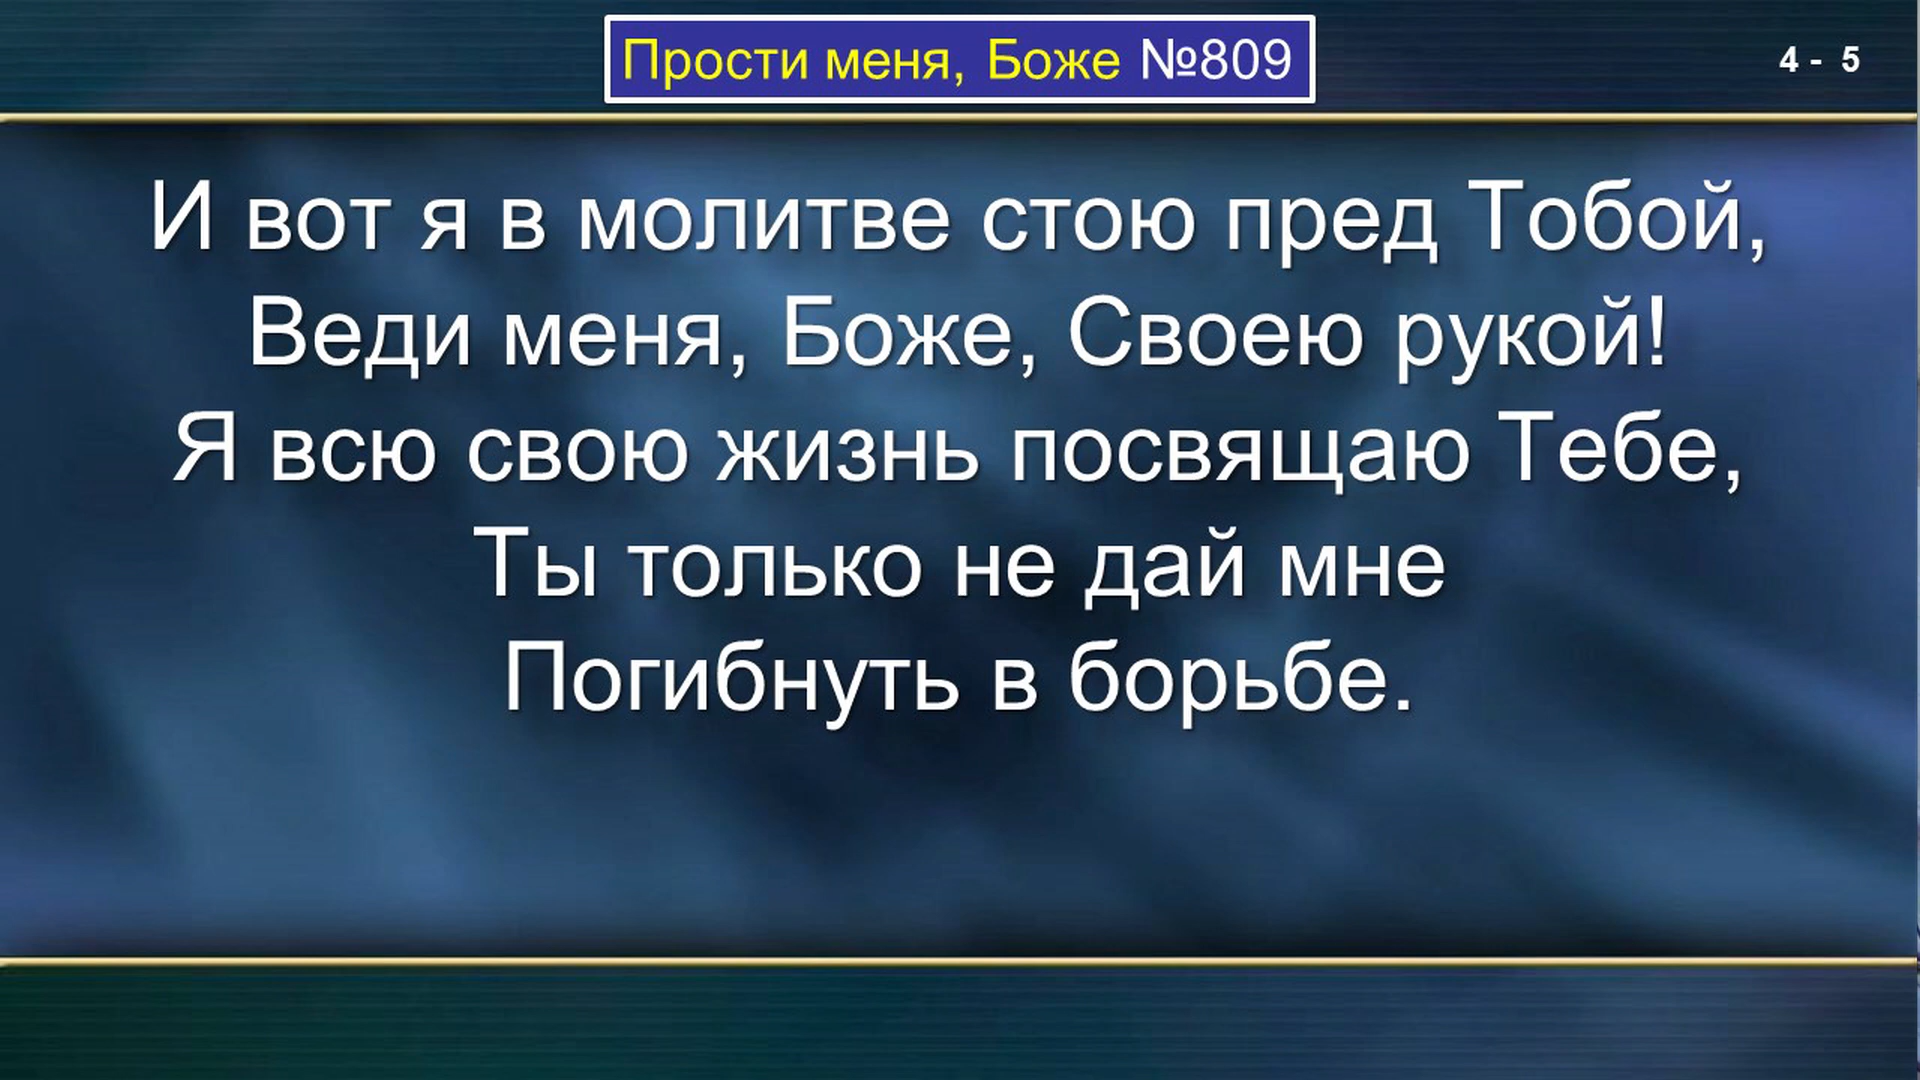 Прости меня, Боже №809
4 - 5
И вот я в молитве стою пред Тобой,
Веди меня, Боже, Своею рукой!
Я всю свою жизнь посвящаю Тебе,
Ты только не дай мне
Погибнуть в борьбе.